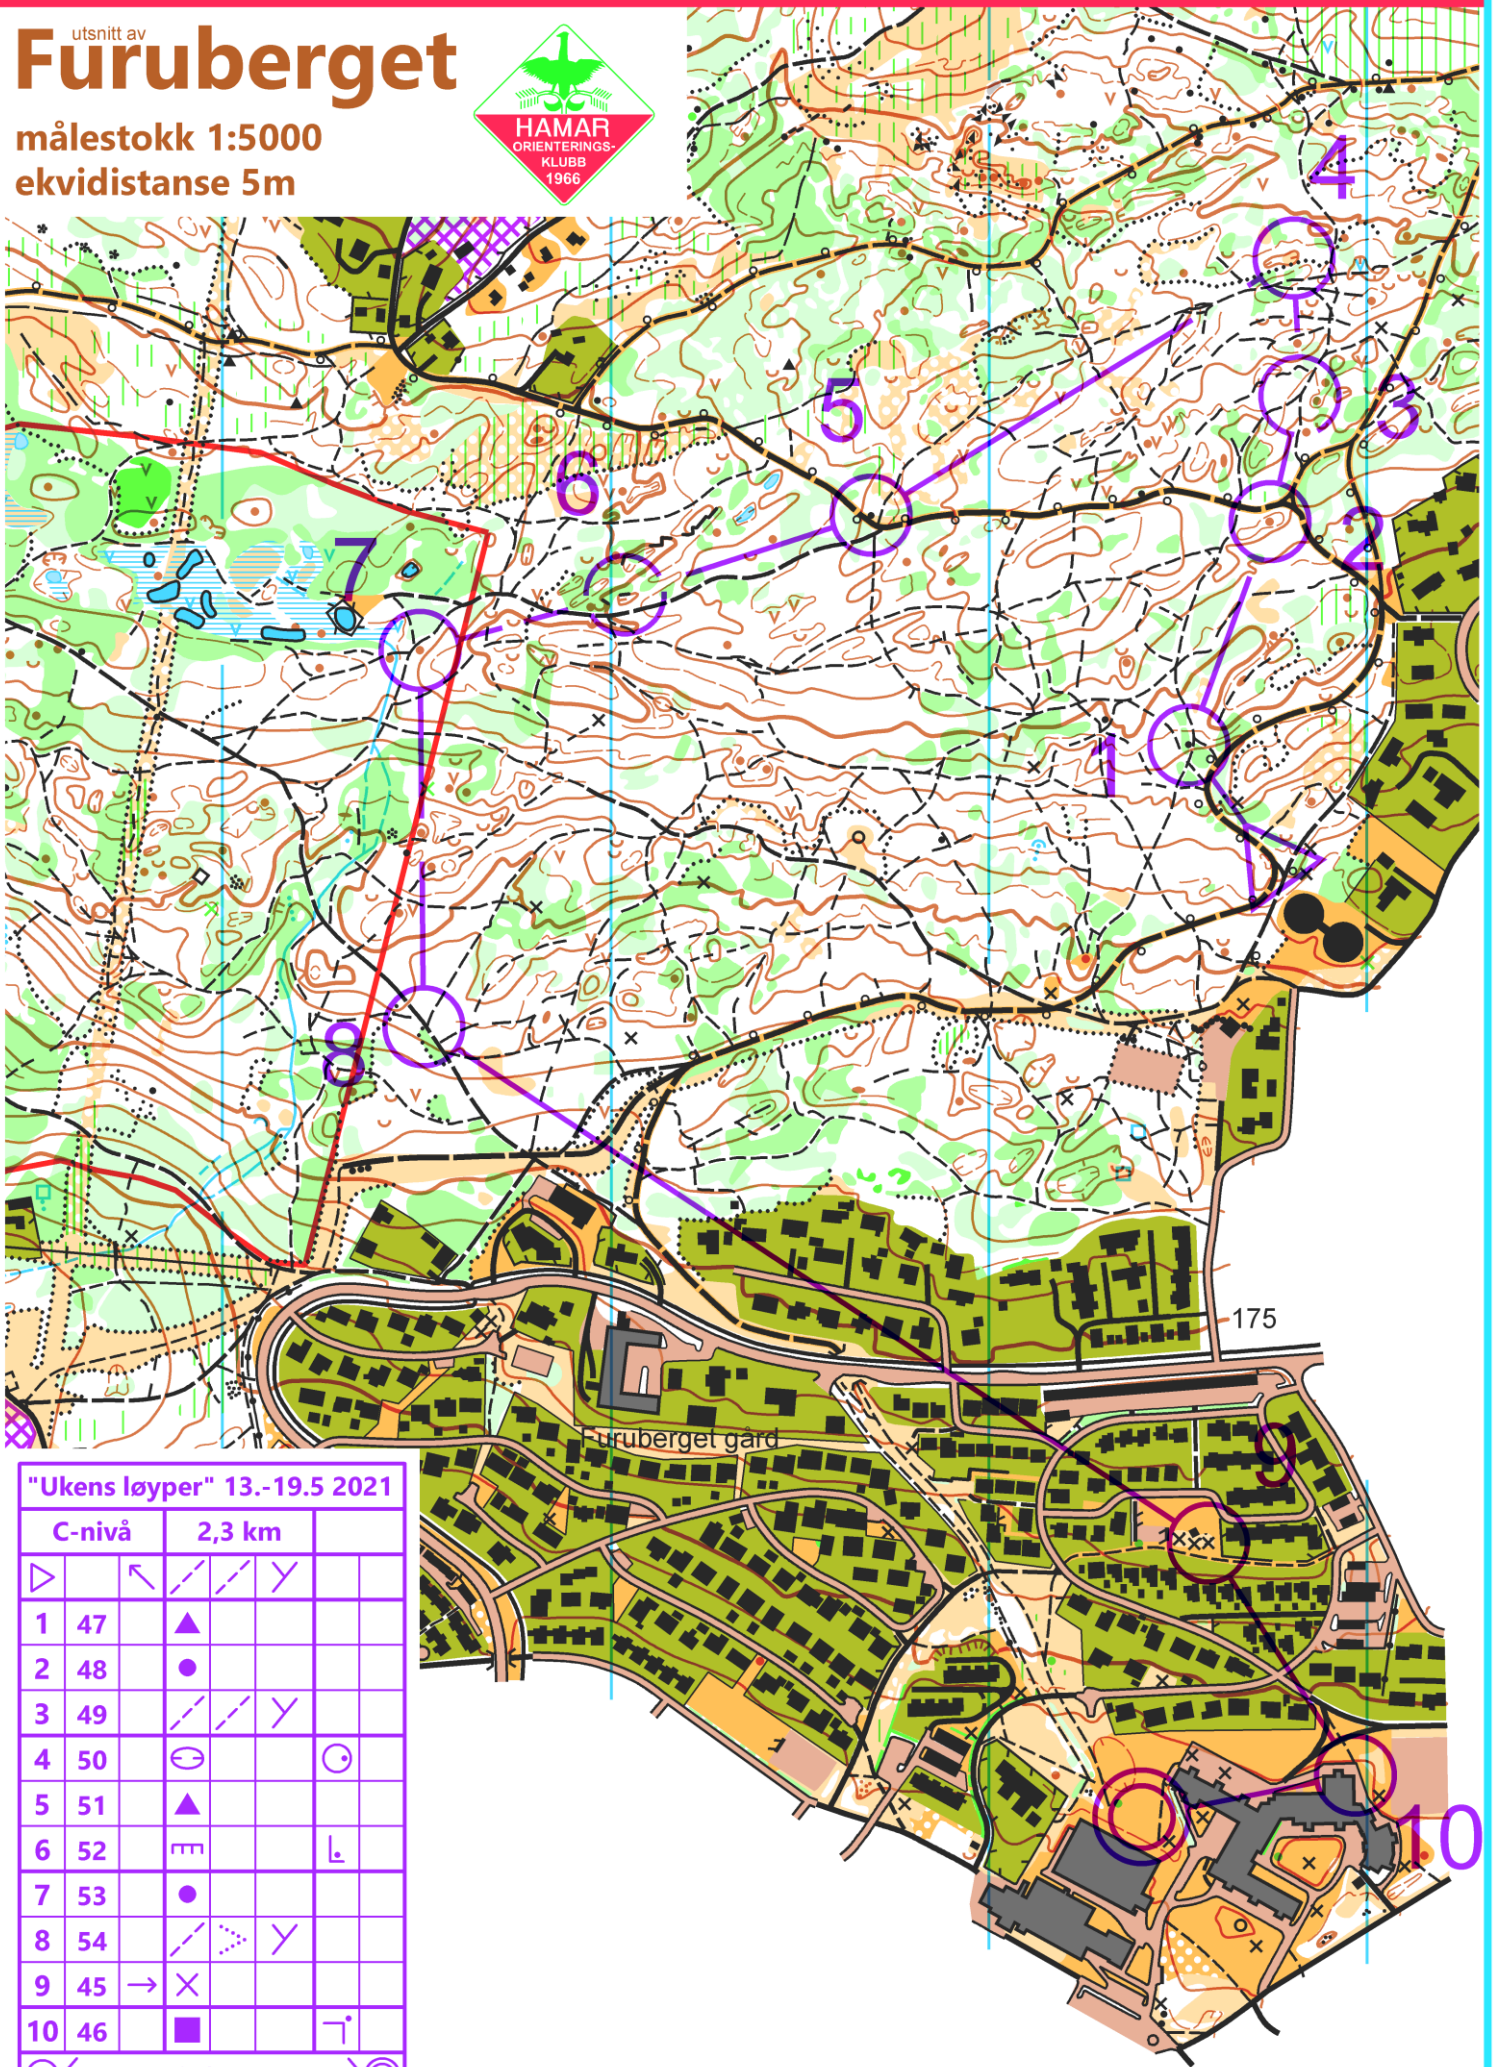 utsnitt av
Furuberget
målestokk 1:5000
ekvidistanse 5m
HAMAR
ORIENTERINGS-
KLUBB
1966
4
5
3
6
2
7
1
8
175
9
Furuberget gård
10
"Ukens løyper" 13.-19.5 2021
C-nivå 2,3 km
1 47
2 48
3 49
4 50
5 51
6 52
7 53
8 54
9 45
10 46